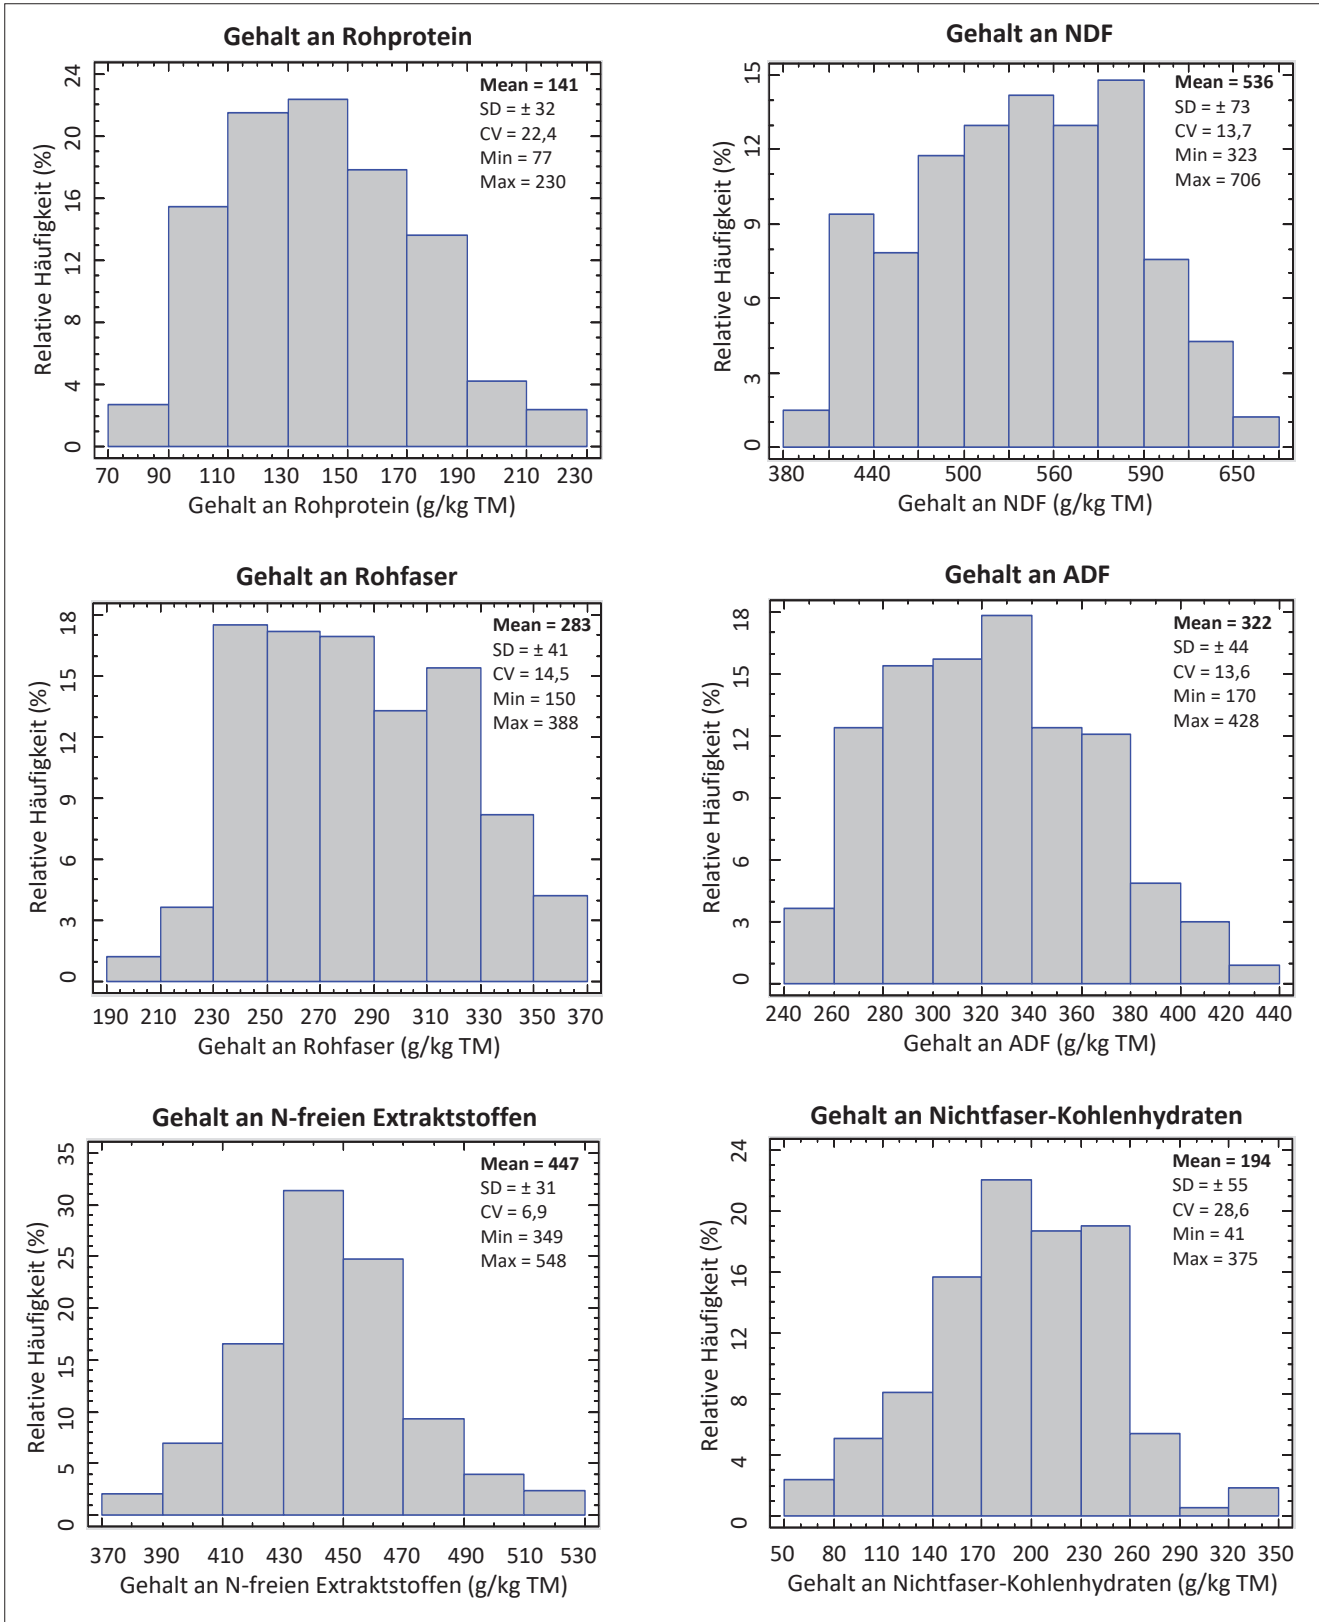 Gehalt an Rohprotein
Relative Häufigkeit (%)
24
20
16
12
8
4
0
Mean = 141
SD = ± 32
CV = 22,4
Min = 77
Max = 230
70 90 110 130 150 170 190 210 230
Gehalt an Rohprotein (g/kg TM)
Gehalt an NDF
Relative Häufigkeit (%)
15
12
9
6
3
0
Mean = 536
SD = ± 73
CV = 13,7
Min = 323
Max = 706
380 440 500 560 590 650
Gehalt an NDF (g/kg TM)
Gehalt an Rohfaser
Relative Häufigkeit (%)
18
15
12
9
6
3
0
Mean = 283
SD = ± 41
CV = 14,5
Min = 150
Max = 388
190 210 230 250 270 290 310 330 350 370
Gehalt an Rohfaser (g/kg TM)
Gehalt an ADF
Relative Häufigkeit (%)
18
15
12
9
6
3
0
Mean = 322
SD = ± 44
CV = 13,6
Min = 170
Max = 428
240 260 280 300 320 340 360 380 400 420 440
Gehalt an ADF (g/kg TM)
Gehalt an N-freien Extraktstoffen
Relative Häufigkeit (%)
35
30
25
20
15
10
5
0
Mean = 447
SD = ± 31
CV = 6,9
Min = 349
Max = 548
370 390 410 430 450 470 490 510 530
Gehalt an N-freien Extraktstoffen (g/kg TM)
Gehalt an Nichtfaser-Kohlenhydraten
Relative Häufigkeit (%)
24
20
16
12
8
4
0
Mean = 194
SD = ± 55
CV = 28,6
Min = 41
Max = 375
50 80 110 140 170 200 230 260 290 320 350
Gehalt an Nichtfaser-Kohlenhydraten (g/kg TM)